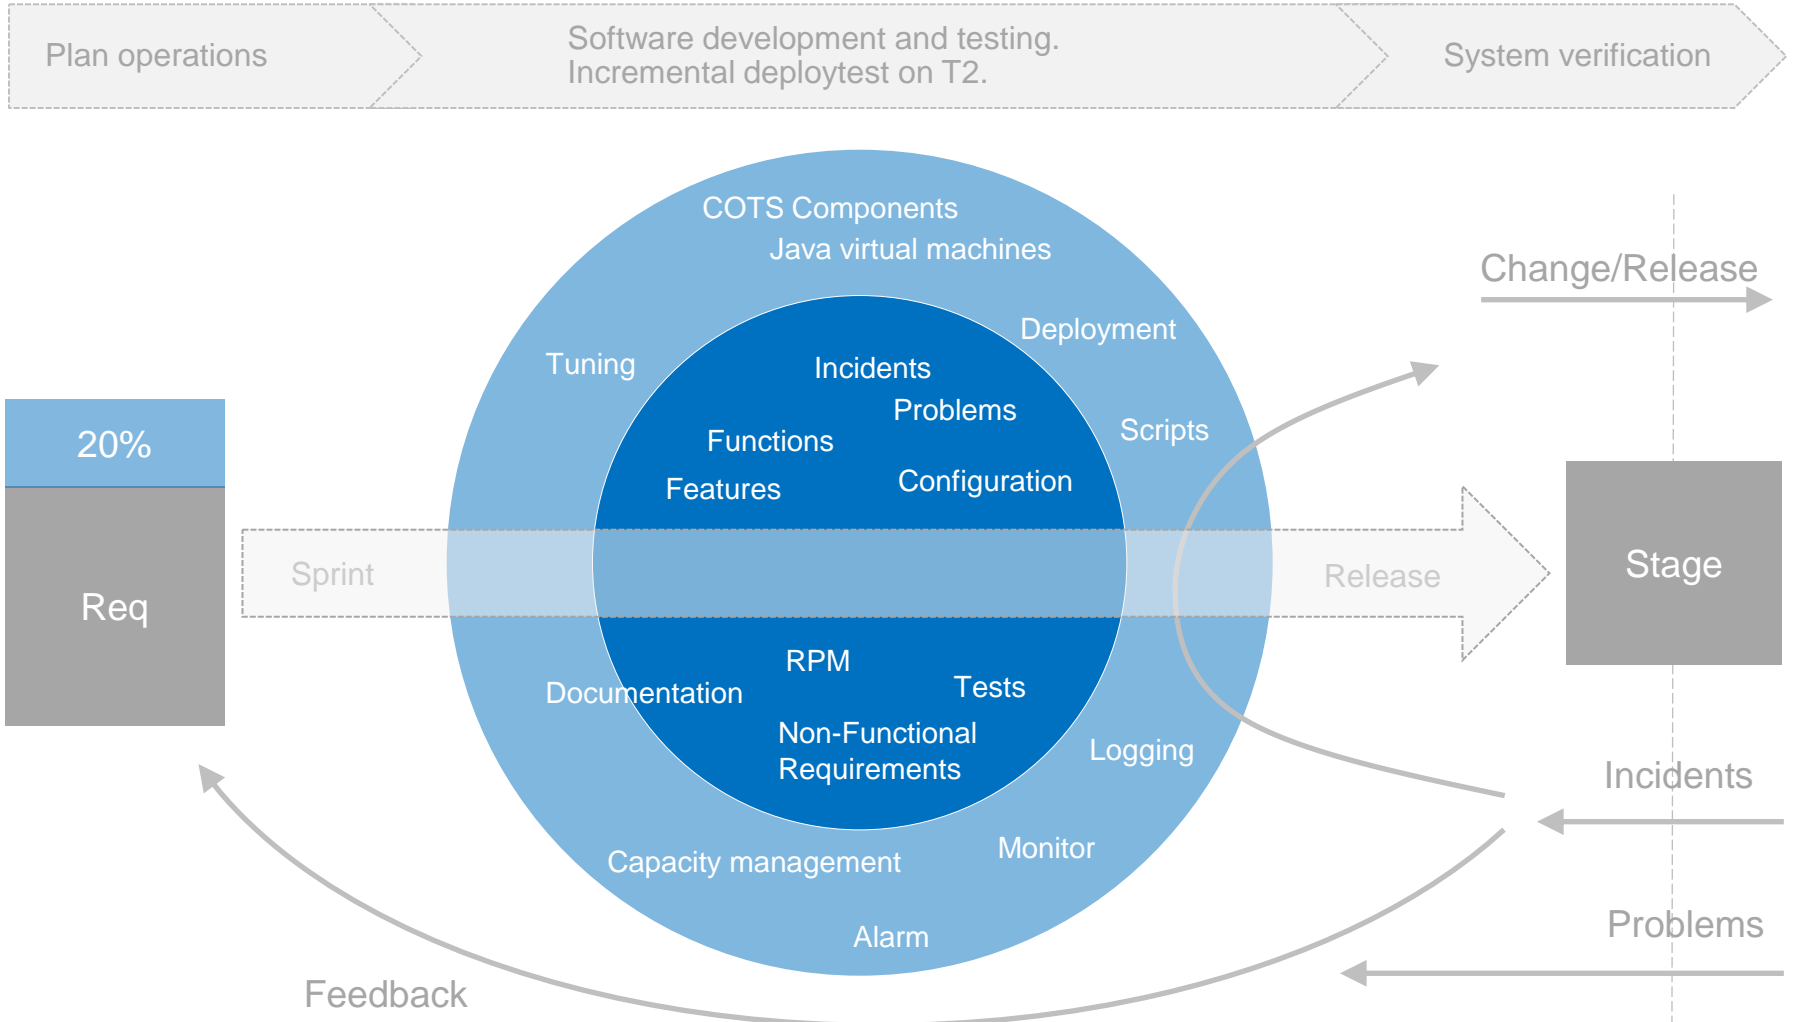 Plan operations
Software development and testing.
Incremental deploytest on T2.
System verification
COTS Components
Java virtual machines
Change/Release
Deployment
Tuning
Incidents
Problems
Scripts
20%
Functions
Configuration
Features
Stage
Sprint
Release
Req
RPM
Tests
Documentation
Non-Functional
Requirements
Logging
Incidents
Monitor
Capacity management
Problems
Alarm
Feedback